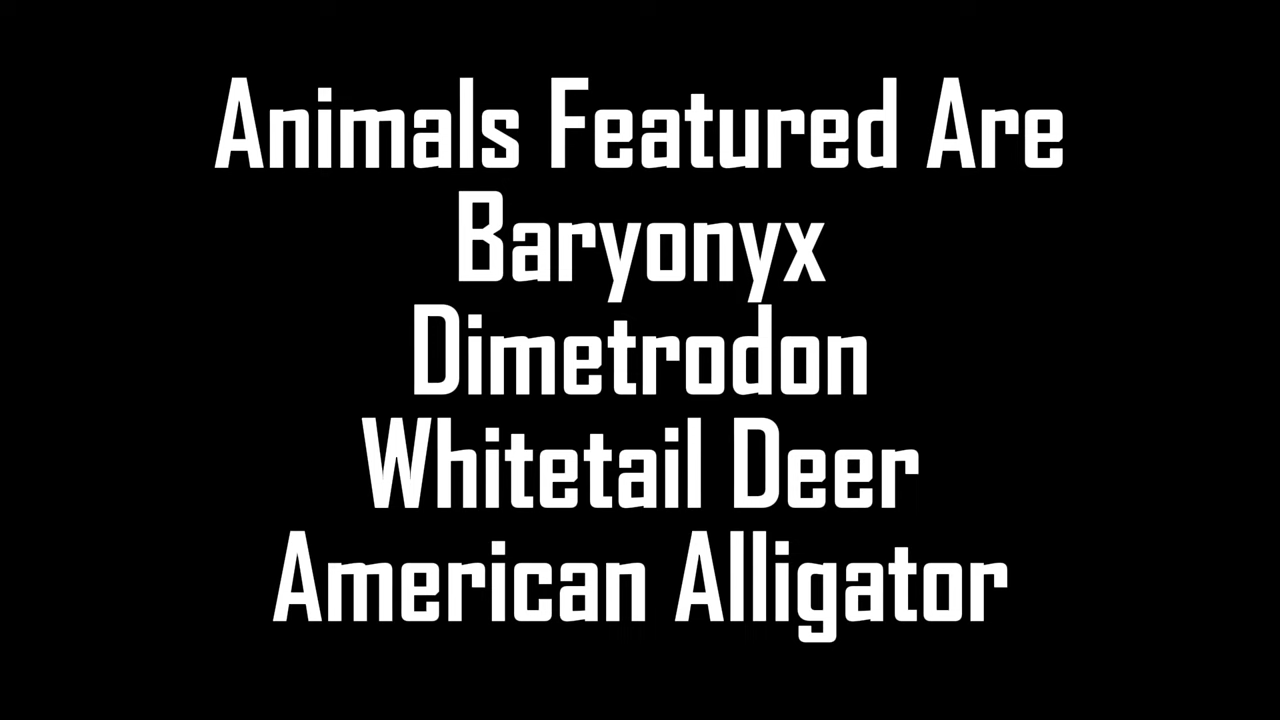 Animals Featured Are
Baryonyx
Dimetrodon
Whitetail Deer
American Alligator